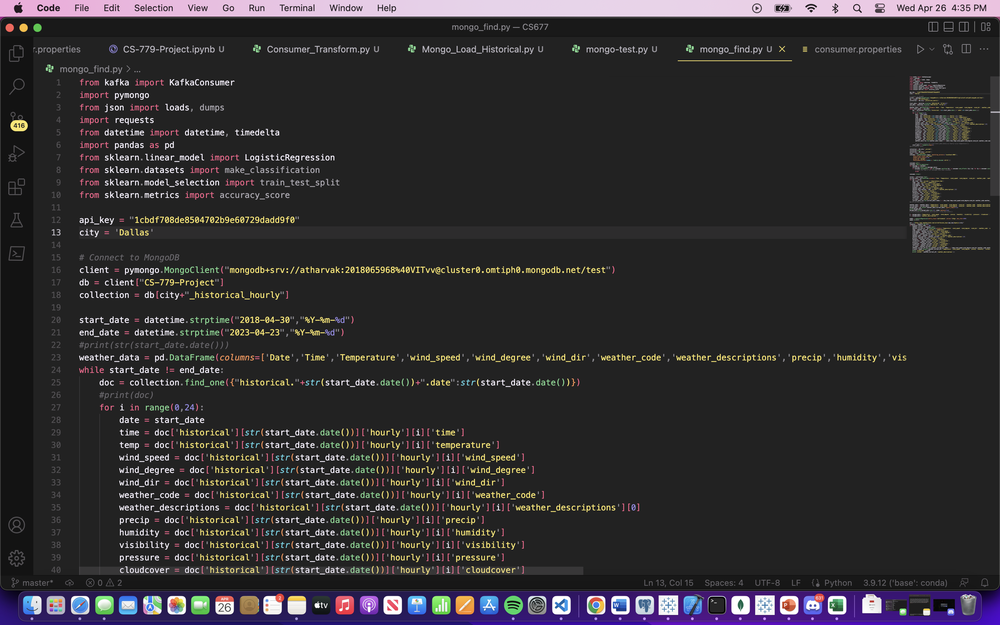 Code File Edit Selection View Go Run Terminal Window Help Wed Apr 26 4:35 PM
mongo_find.py — CS677
r.properties CS-779-Project.ipynb U Consumer_Transform.py U Mongo_Load_Historical.py U mongo-test.py U mongo_find.py U consumer.properties
mongo_find.py > ...
1 from kafka import KafkaConsumer
2 import pymongo
3 from json import loads, dumps
4 import requests
5 from datetime import datetime, timedelta
6 import pandas as pd
7 from sklearn.linear_model import LogisticRegression
8 from sklearn.datasets import make_classification
9 from sklearn.model_selection import train_test_split
10 from sklearn.metrics import accuracy_score
11
12 api_key = "1cbdf708de8504702b9e60729dadd9f0"
13 city = 'Dallas'
14
15 # Connect to MongoDB
16 client = pymongo.MongoClient("mongodb+srv://atharvak:2018065968%40VITvv@cluster0.omtiph0.mongodb.net/test")
17 db = client["CS-779-Project"]
18 collection = db[city+"_historical_hourly"]
19
20 start_date = datetime.strptime("2018-04-30","%Y-%m-%d")
21 end_date = datetime.strptime("2023-04-23","%Y-%m-%d")
22 #print(str(start_date.date()))
23 weather_data = pd.DataFrame(columns=['Date','Time','Temperature','wind_speed','wind_degree','wind_dir','weather_code','weather_descriptions','precip','humidity','vis
24 while start_date != end_date:
25 doc = collection.find_one({"historical."+str(start_date.date())+".date":str(start_date.date())})
26 #print(doc)
27 for i in range(0,24):
28 date = start_date
29 time = doc['historical'][str(start_date.date())]['hourly'][i]['time']
30 temp = doc['historical'][str(start_date.date())]['hourly'][i]['temperature']
31 wind_speed = doc['historical'][str(start_date.date())]['hourly'][i]['wind_speed']
32 wind_degree = doc['historical'][str(start_date.date())]['hourly'][i]['wind_degree']
33 wind_dir = doc['historical'][str(start_date.date())]['hourly'][i]['wind_dir']
34 weather_code = doc['historical'][str(start_date.date())]['hourly'][i]['weather_code']
35 weather_descriptions = doc['historical'][str(start_date.date())]['hourly'][i]['weather_descriptions'][0]
36 precip = doc['historical'][str(start_date.date())]['hourly'][i]['precip']
37 humidity = doc['historical'][str(start_date.date())]['hourly'][i]['humidity']
38 visibility = doc['historical'][str(start_date.date())]['hourly'][i]['visibility']
39 pressure = doc['historical'][str(start_date.date())]['hourly'][i]['pressure']
40 cloudcover = doc['historical'][str(start_date.date())]['hourly'][i]['cloudcover']
416
master* 0 2 Ln 13, Col 15 Spaces: 4 UTF-8 LF Python 3.9.12 ('base': conda)
APR
26
2
tv
W
P
631
X